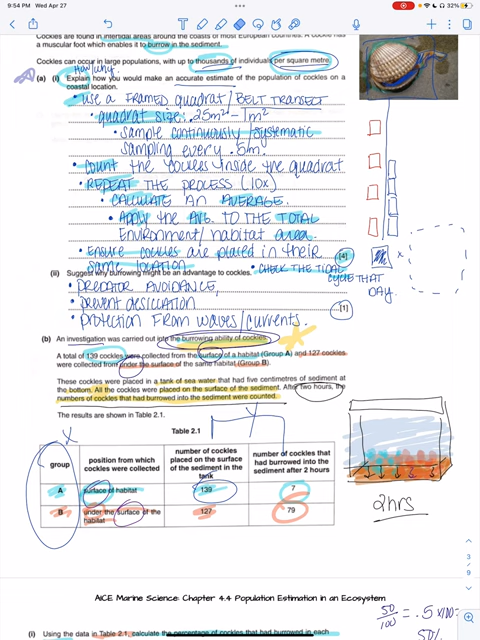 9:54 PM Wed Apr 27
32%
Cockles are found in intertidal areas around the coasts of most European countries. A cockle has
a muscular foot which enables it to burrow in the sediment.
Cockles can occur in large populations, with up to thousands of individuals per square metre.
How/why
(a) (i) Explain how you would make an accurate estimate of the population of cockles on a
coastal location.
• USE A FRAMED quadrat/BELT TRANSECT
• quadrat size: .25m² - 1m²
• Sample continuously/systematic
sampling every .5m.
• COUNT the cockles inside the quadrat
• REPEAT THE PROCESS (10x)
• CALCULATE AN AVERAGE.
• Apply the AVG. TO THE TOTAL
Environment/habitat area.
• Ensure cockles are placed in their
same location
[4]
• CHECK THE TIDAL
CYCLE THAT
DAY.
(ii) Suggest why burrowing might be an advantage to cockles.
• PREDATOR AVOIDANCE,
• prevent desiccation
• protection from waves/currents.
[1]
(b) An investigation was carried out into the burrowing ability of cockles.
A total of 139 cockles were collected from the surface of a habitat (Group A) and 127 cockles
were collected from under the surface of the same habitat (Group B).
These cockles were placed in a tank of sea water that had five centimetres of sediment at
the bottom. All the cockles were placed on the surface of the sediment. After two hours, the
numbers of cockles that had burrowed into the sediment were counted.
The results are shown in Table 2.1.
X
Y
Table 2.1
group
position from which
cockles were collected
number of cockles
placed on the surface
of the sediment in the
tank
number of cockles that
had burrowed into the
sediment after 2 hours
A surface of habitat 139 7
B under the surface of the
habitat 127 79
2hrs
3
/
9
AICE Marine Science: Chapter 4.4 Population Estimation in an Ecosystem
50/100 = .5 x 100 =
50%
(i) Using the data in Table 2.1, calculate the percentage of cockles that had burrowed in each